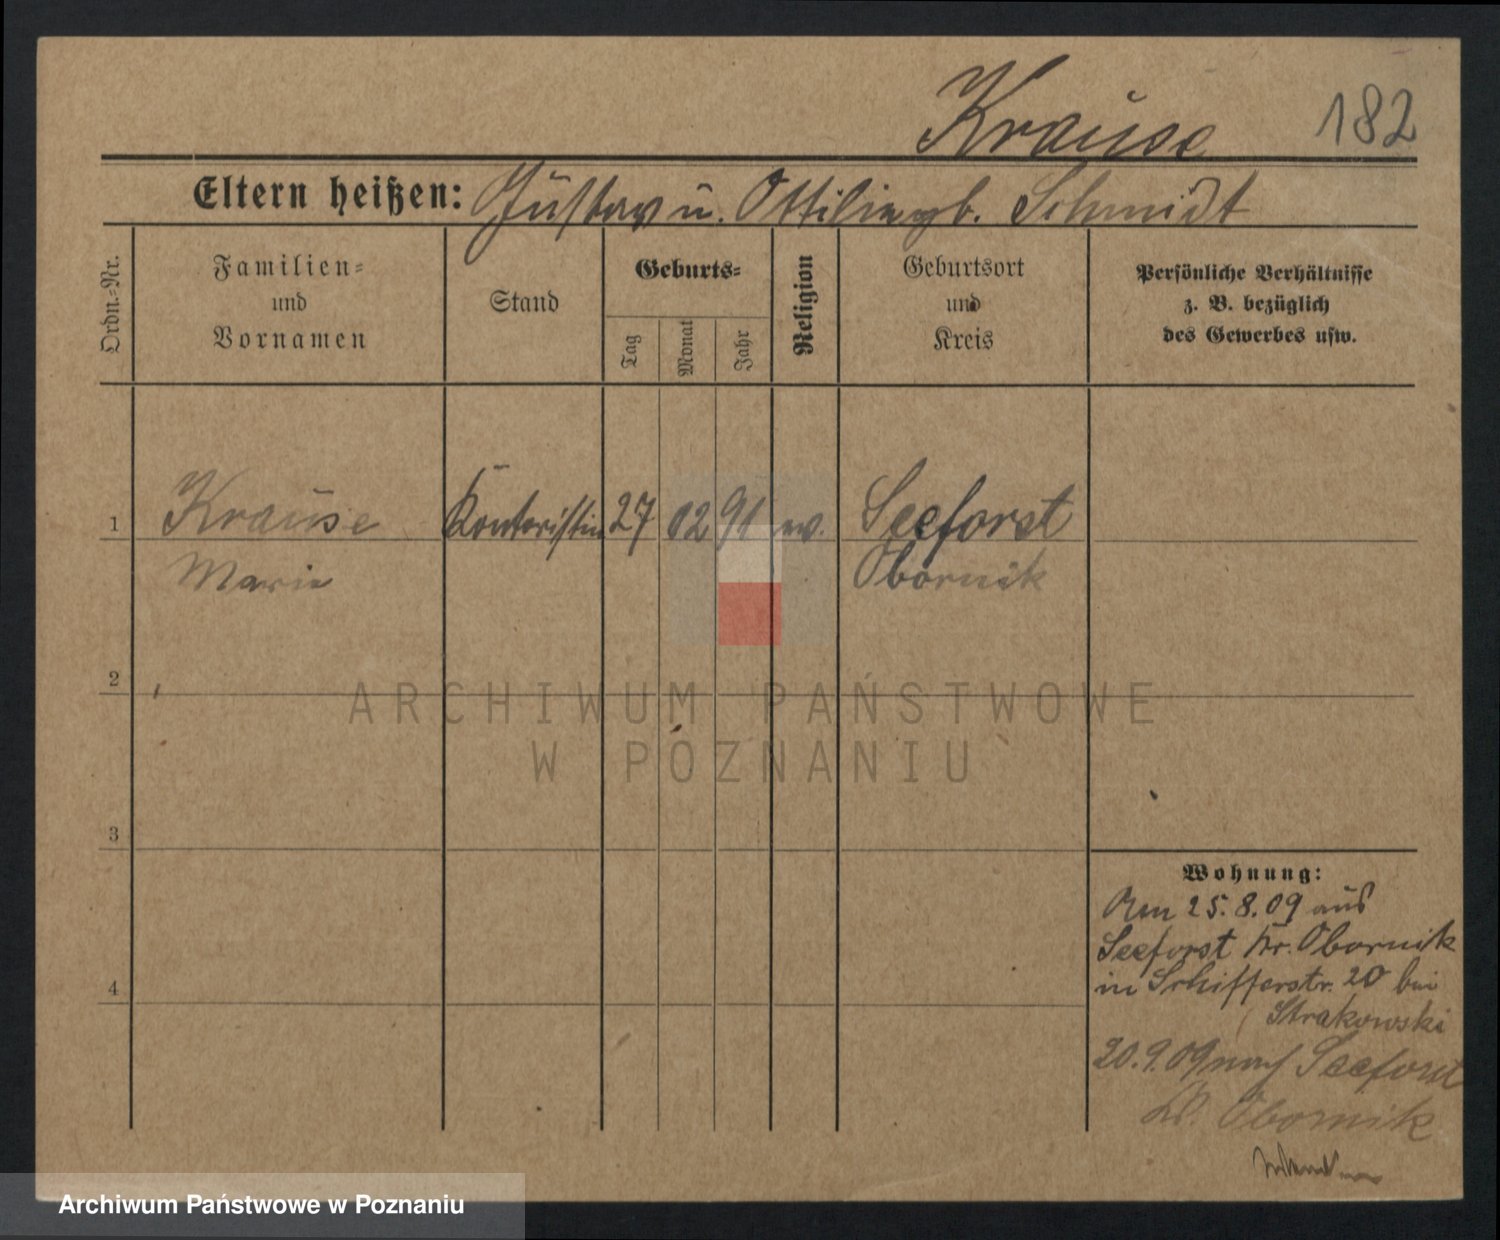 Krause 182
Eltern heißen: Gustav u. Ottilie gb. Schmidt
Ordn.-Nr.
Familien-
und
Vornamen
Stand
Geburts-
Tag
Monat
Jahr
Religion
Geburtsort
und
Kreis
Persönliche Verhältnisse
z. B. bezüglich
des Gewerbes usw.
1 Krause Kontoristin 27 02 91 ev. Seeforst
Marie Obornik
2
ARCHIWUM PAŃSTWOWE
W POZNANIU
3
Wohnung:
Am 25.8.09 aus
Seeforst Kr. Obornik
4
in Schifferstr. 20 bei
Strakowski
20.9.09 nach Seeforst
Obornik
Archiwum Państwowe w Poznaniu